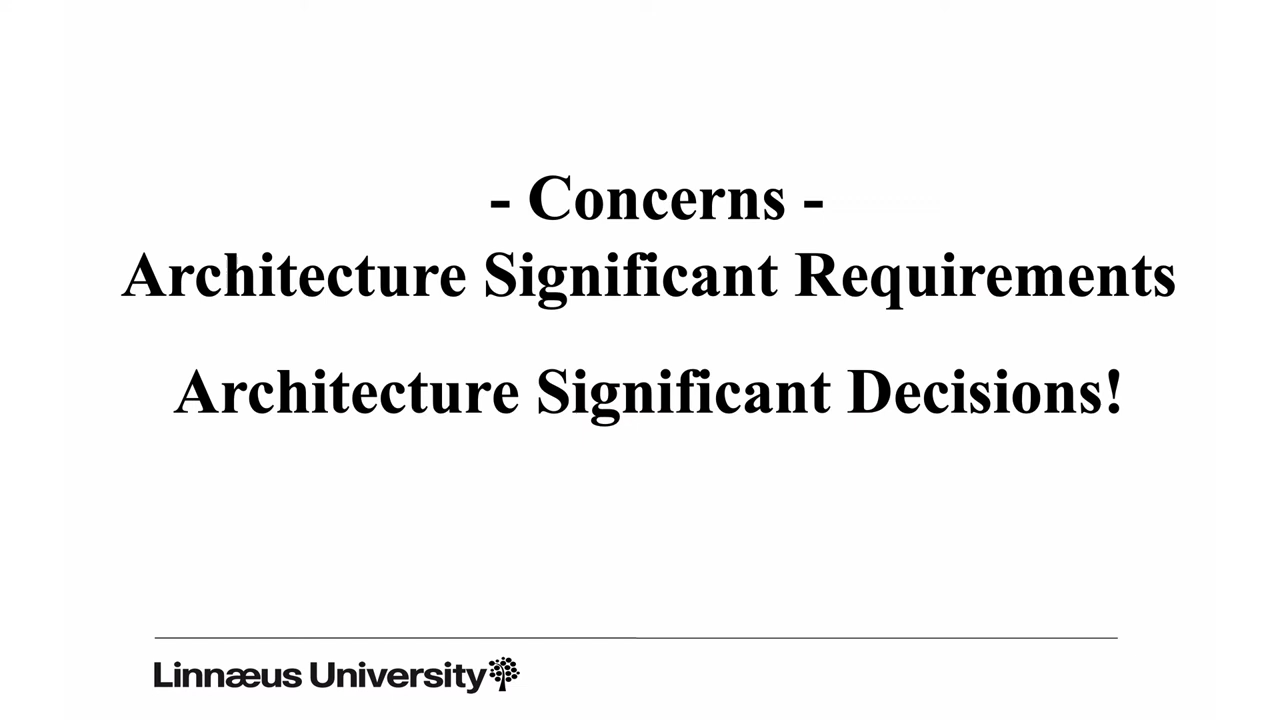 - Concerns -
Architecture Significant Requirements
Architecture Significant Decisions!
Linnæus University